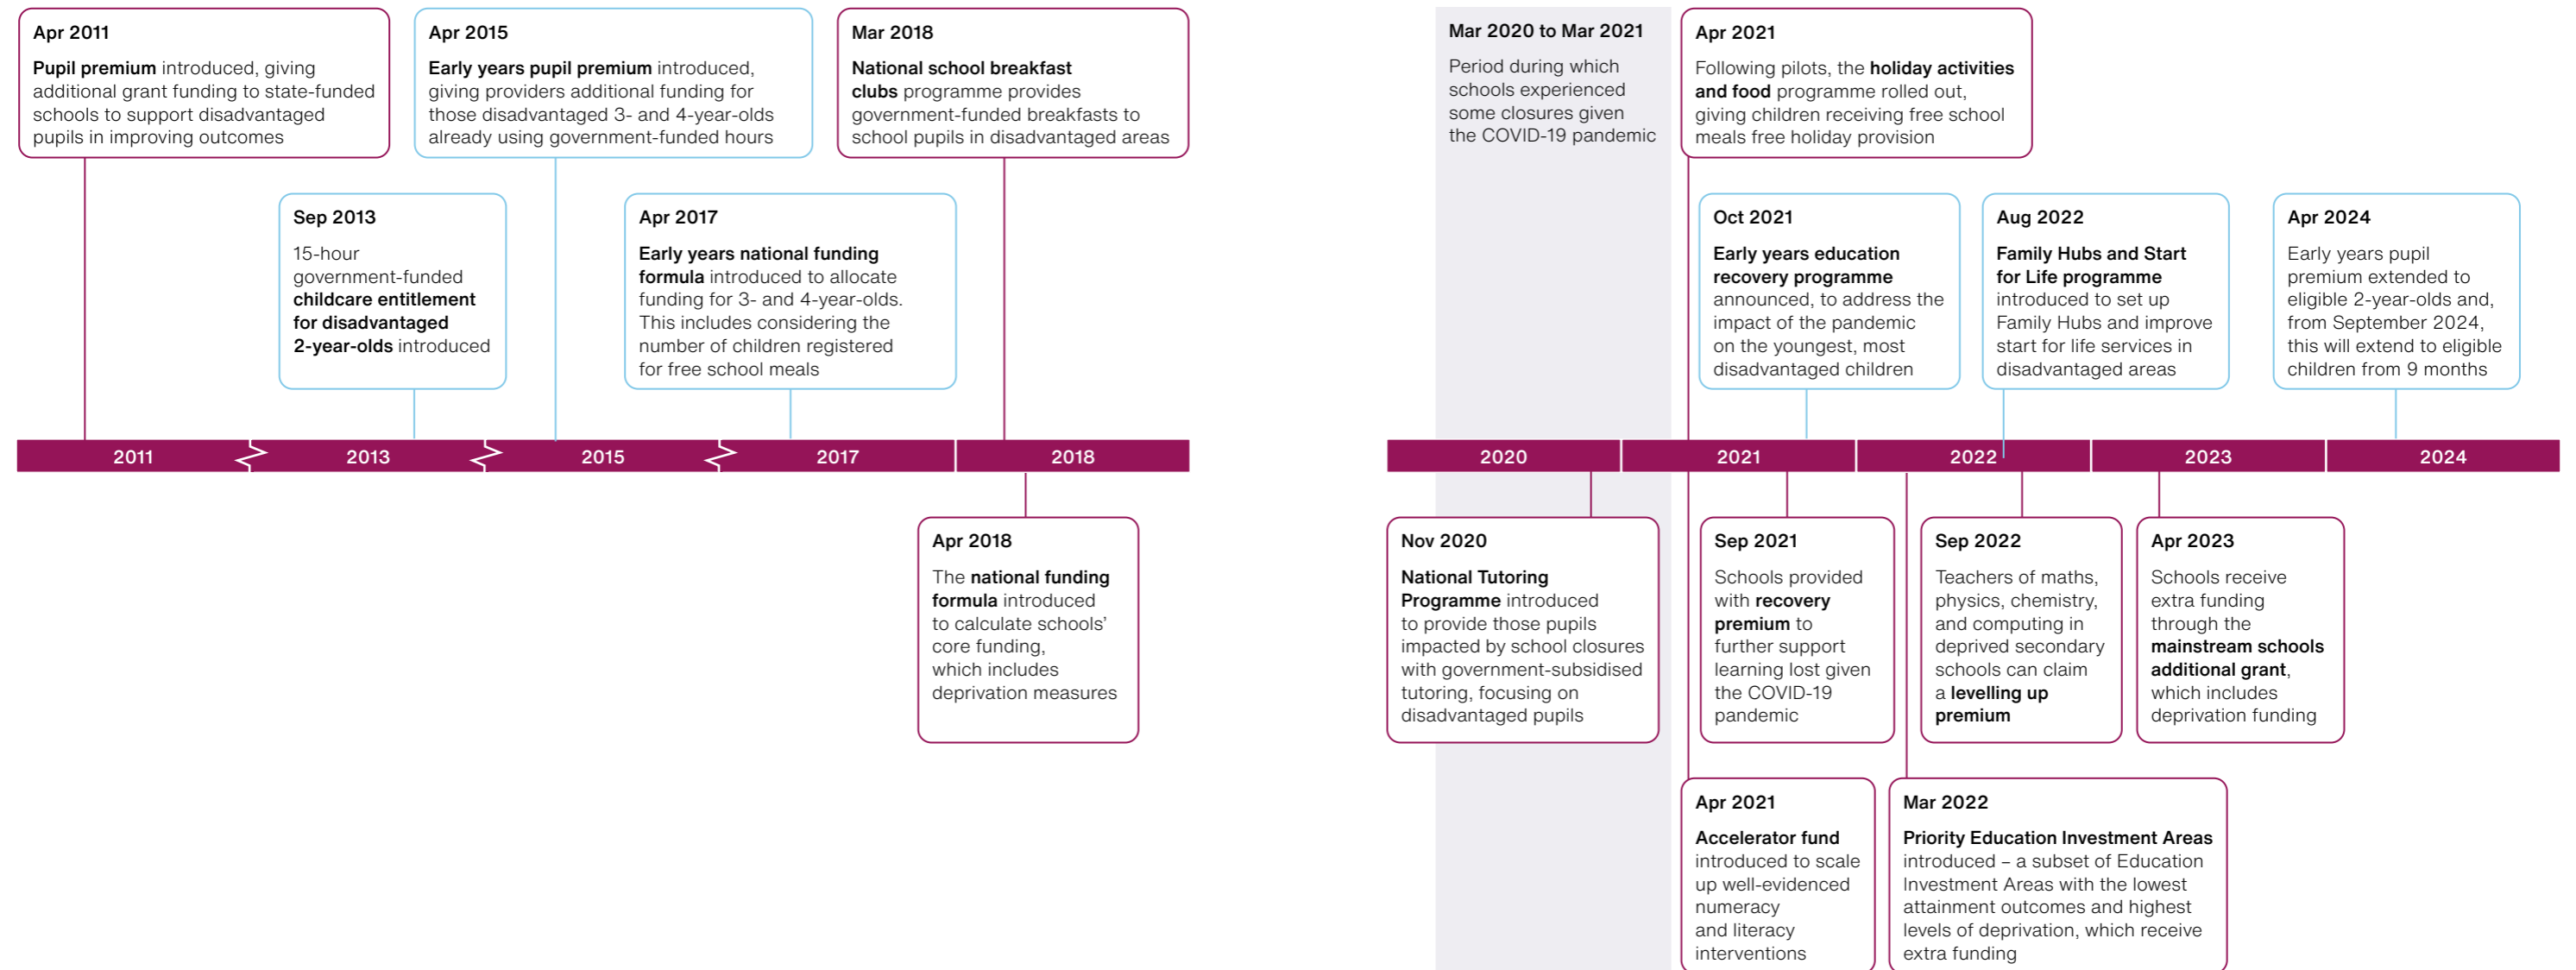 Apr 2011
Pupil premium introduced, giving
additional grant funding to state-funded
schools to support disadvantaged
pupils in improving outcomes
Apr 2015
Early years pupil premium introduced,
giving providers additional funding for
those disadvantaged 3- and 4-year-olds
already using government-funded hours
Mar 2018
National school breakfast
clubs programme provides
government-funded breakfasts to
school pupils in disadvantaged areas
Mar 2020 to Mar 2021
Period during which
schools experienced
some closures given
the COVID-19 pandemic
Apr 2021
Following pilots, the holiday activities
and food programme rolled out,
giving children receiving free school
meals free holiday provision
Sep 2013
15-hour
government-funded
childcare entitlement
for disadvantaged
2-year-olds introduced
Apr 2017
Early years national funding
formula introduced to allocate
funding for 3- and 4-year-olds.
This includes considering the
number of children registered
for free school meals
Oct 2021
Early years education
recovery programme
announced, to address the
impact of the pandemic
on the youngest, most
disadvantaged children
Aug 2022
Family Hubs and Start
for Life programme
introduced to set up
Family Hubs and improve
start for life services in
disadvantaged areas
Apr 2024
Early years pupil
premium extended to
eligible 2-year-olds and,
from September 2024,
this will extend to eligible
children from 9 months
2011
2013
2015
2017
2018
2020
2021
2022
2023
2024
Apr 2018
The national funding
formula introduced
to calculate schools’
core funding,
which includes
deprivation measures
Nov 2020
National Tutoring
Programme introduced
to provide those pupils
impacted by school closures
with government-subsidised
tutoring, focusing on
disadvantaged pupils
Sep 2021
Schools provided
with recovery
premium to
further support
learning lost given
the COVID-19
pandemic
Sep 2022
Teachers of maths,
physics, chemistry,
and computing in
deprived secondary
schools can claim
a levelling up
premium
Apr 2023
Schools receive
extra funding
through the
mainstream schools
additional grant,
which includes
deprivation funding
Apr 2021
Accelerator fund
introduced to scale
up well-evidenced
numeracy
and literacy
interventions
Mar 2022
Priority Education Investment Areas
introduced – a subset of Education
Investment Areas with the lowest
attainment outcomes and highest
levels of deprivation, which receive
extra funding